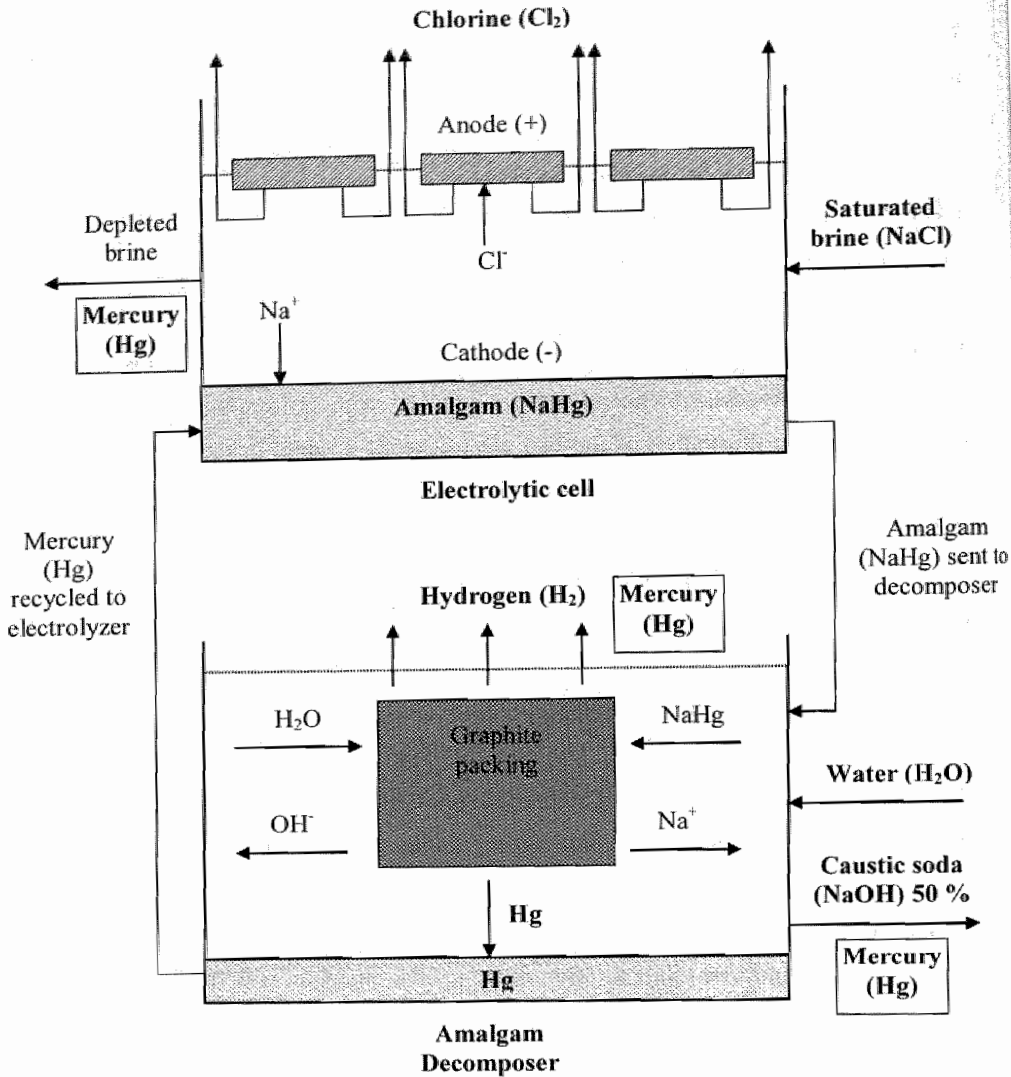 Chlorine (Cl₂)
Anode (+)
Depleted
brine
Saturated
brine (NaCl)
Cl⁻
Mercury
(Hg)
Na⁺
Cathode (-)
Amalgam (NaHg)
Electrolytic cell
Mercury
(Hg)
recycled to
electrolyzer
Amalgam
(NaHg) sent to
decomposer
Hydrogen (H₂)
Mercury
(Hg)
H₂O
Graphite
packing
NaHg
Water (H₂O)
OH⁻
Na⁺
Caustic soda
(NaOH) 50 %
Hg
Mercury
(Hg)
Hg
Amalgam
Decomposer